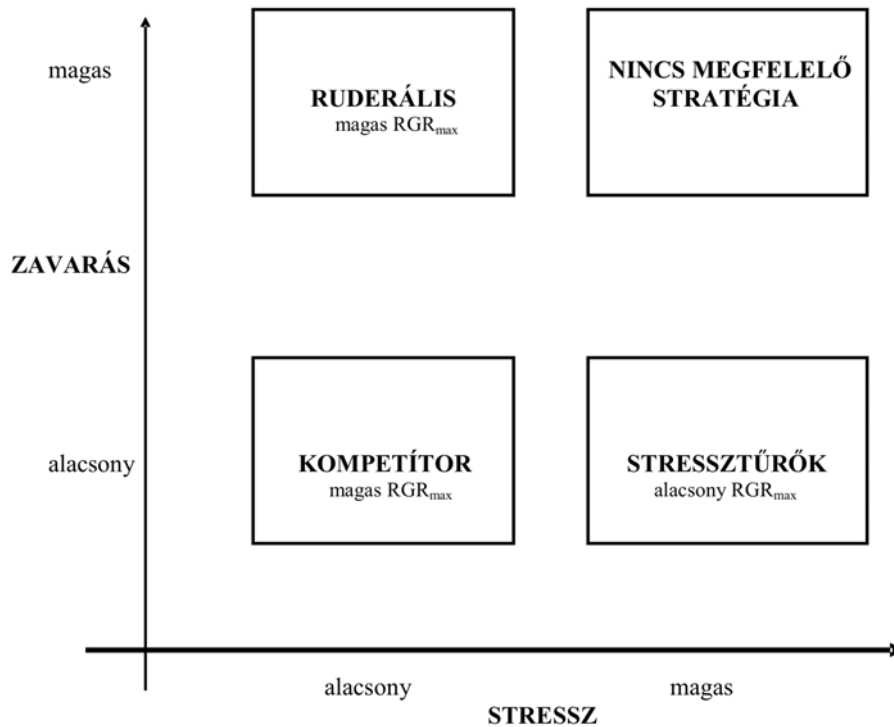 magas
RUDERÁLIS
magas RGRmax
NINCS MEGFELELŐ
STRATÉGIA
ZAVARÁS
alacsony
KOMPETÍTOR
magas RGRmax
STRESSZTŰRŐK
alacsony RGRmax
alacsony
magas
STRESSZ